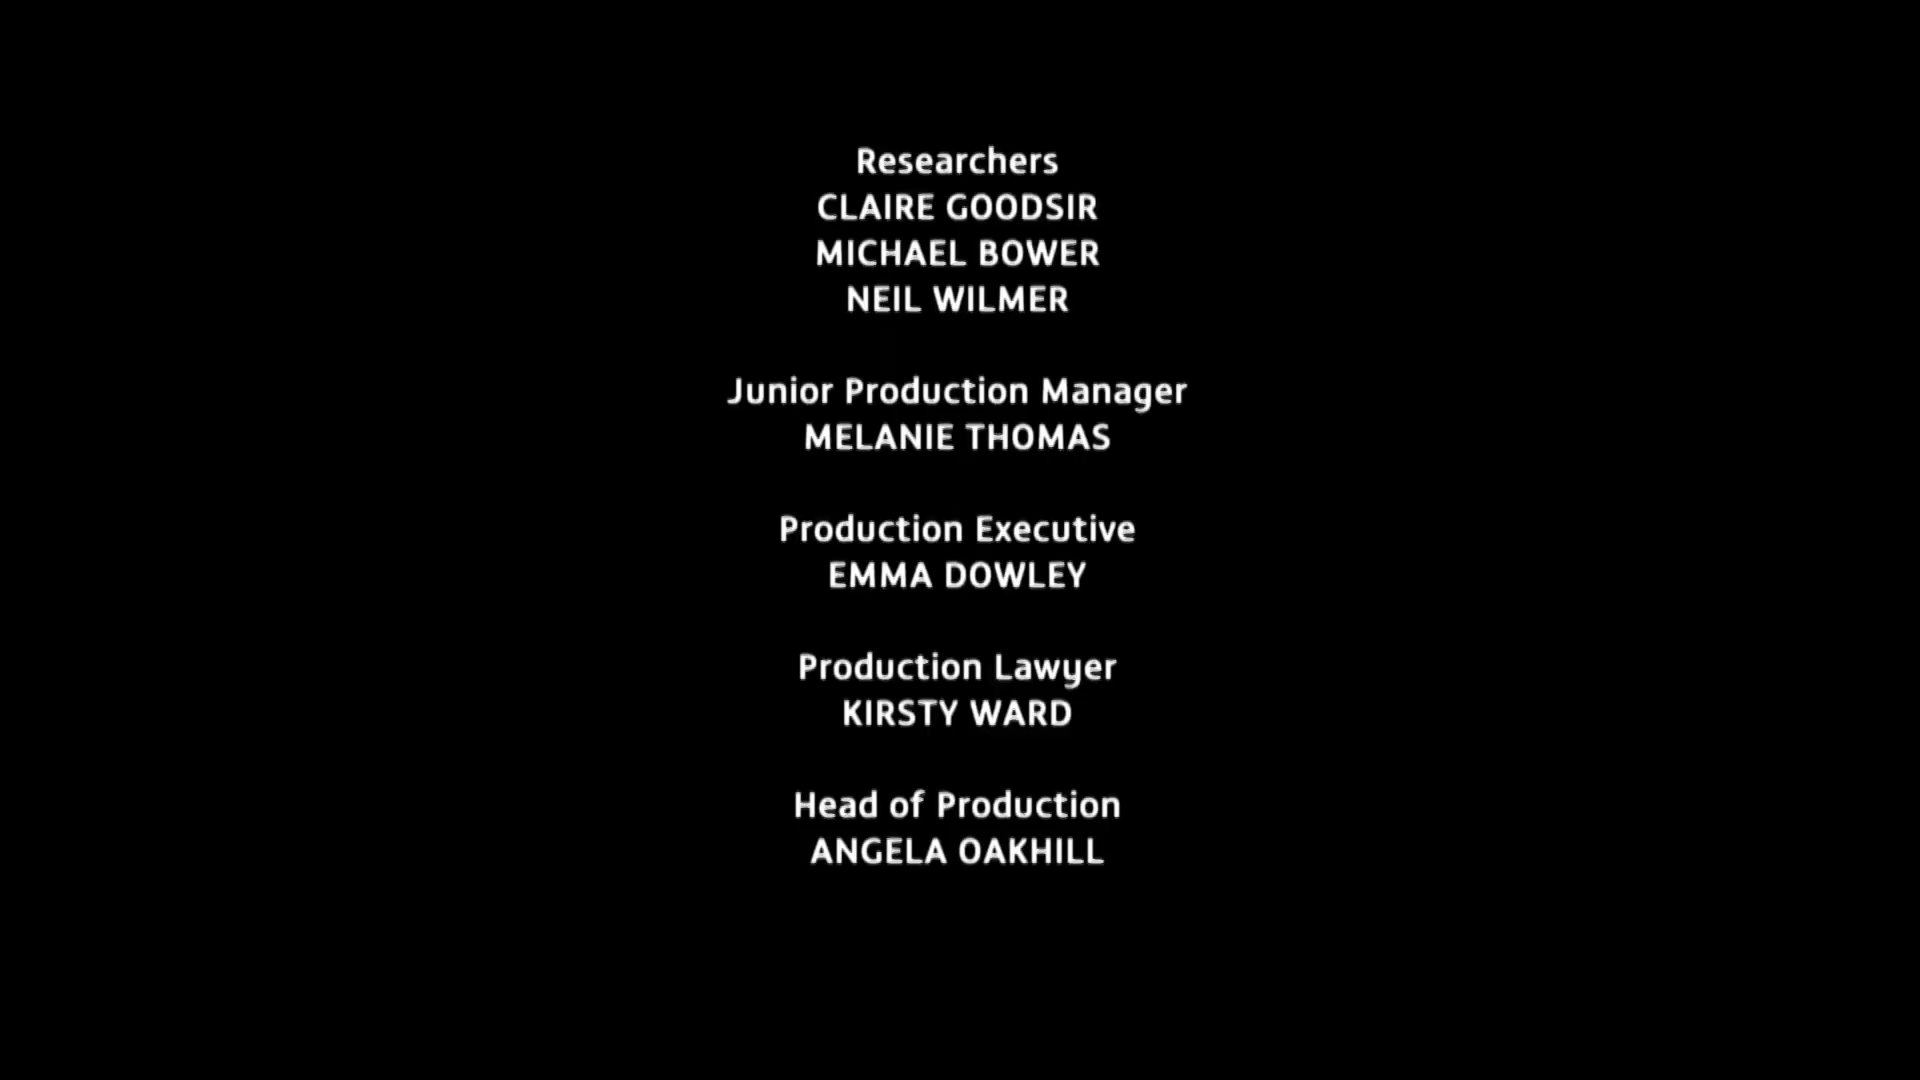 Researchers
CLAIRE GOODSIR
MICHAEL BOWER
NEIL WILMER
Junior Production Manager
MELANIE THOMAS
Production Executive
EMMA DOWLEY
Production Lawyer
KIRSTY WARD
Head of Production
ANGELA OAKHILL